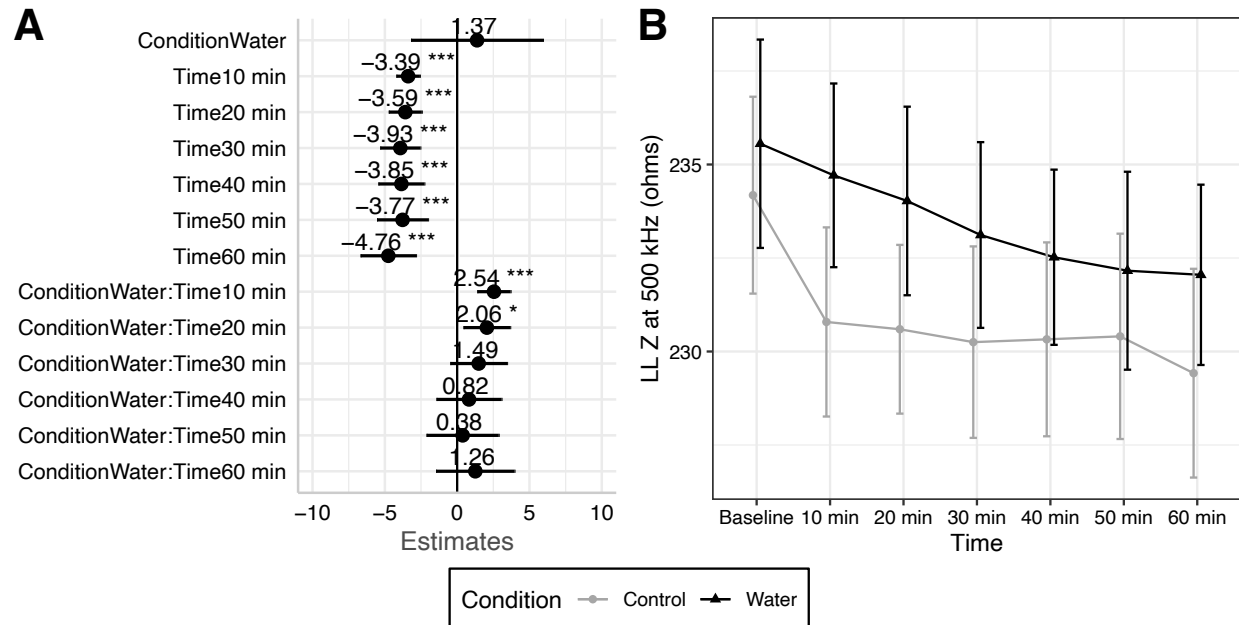 A
ConditionWater 1.37
Time10 min −3.39 ***
Time20 min −3.59 ***
Time30 min −3.93 ***
Time40 min −3.85 ***
Time50 min −3.77 ***
Time60 min −4.76 ***
ConditionWater:Time10 min 2.54 ***
ConditionWater:Time20 min 2.06 *
ConditionWater:Time30 min 1.49
ConditionWater:Time40 min 0.82
ConditionWater:Time50 min 0.38
ConditionWater:Time60 min 1.26
−10 −5 0 5 10
Estimates
B
LL Z at 500 kHz (ohms)
235
230
Baseline 10 min 20 min 30 min 40 min 50 min 60 min
Time
Condition Control Water